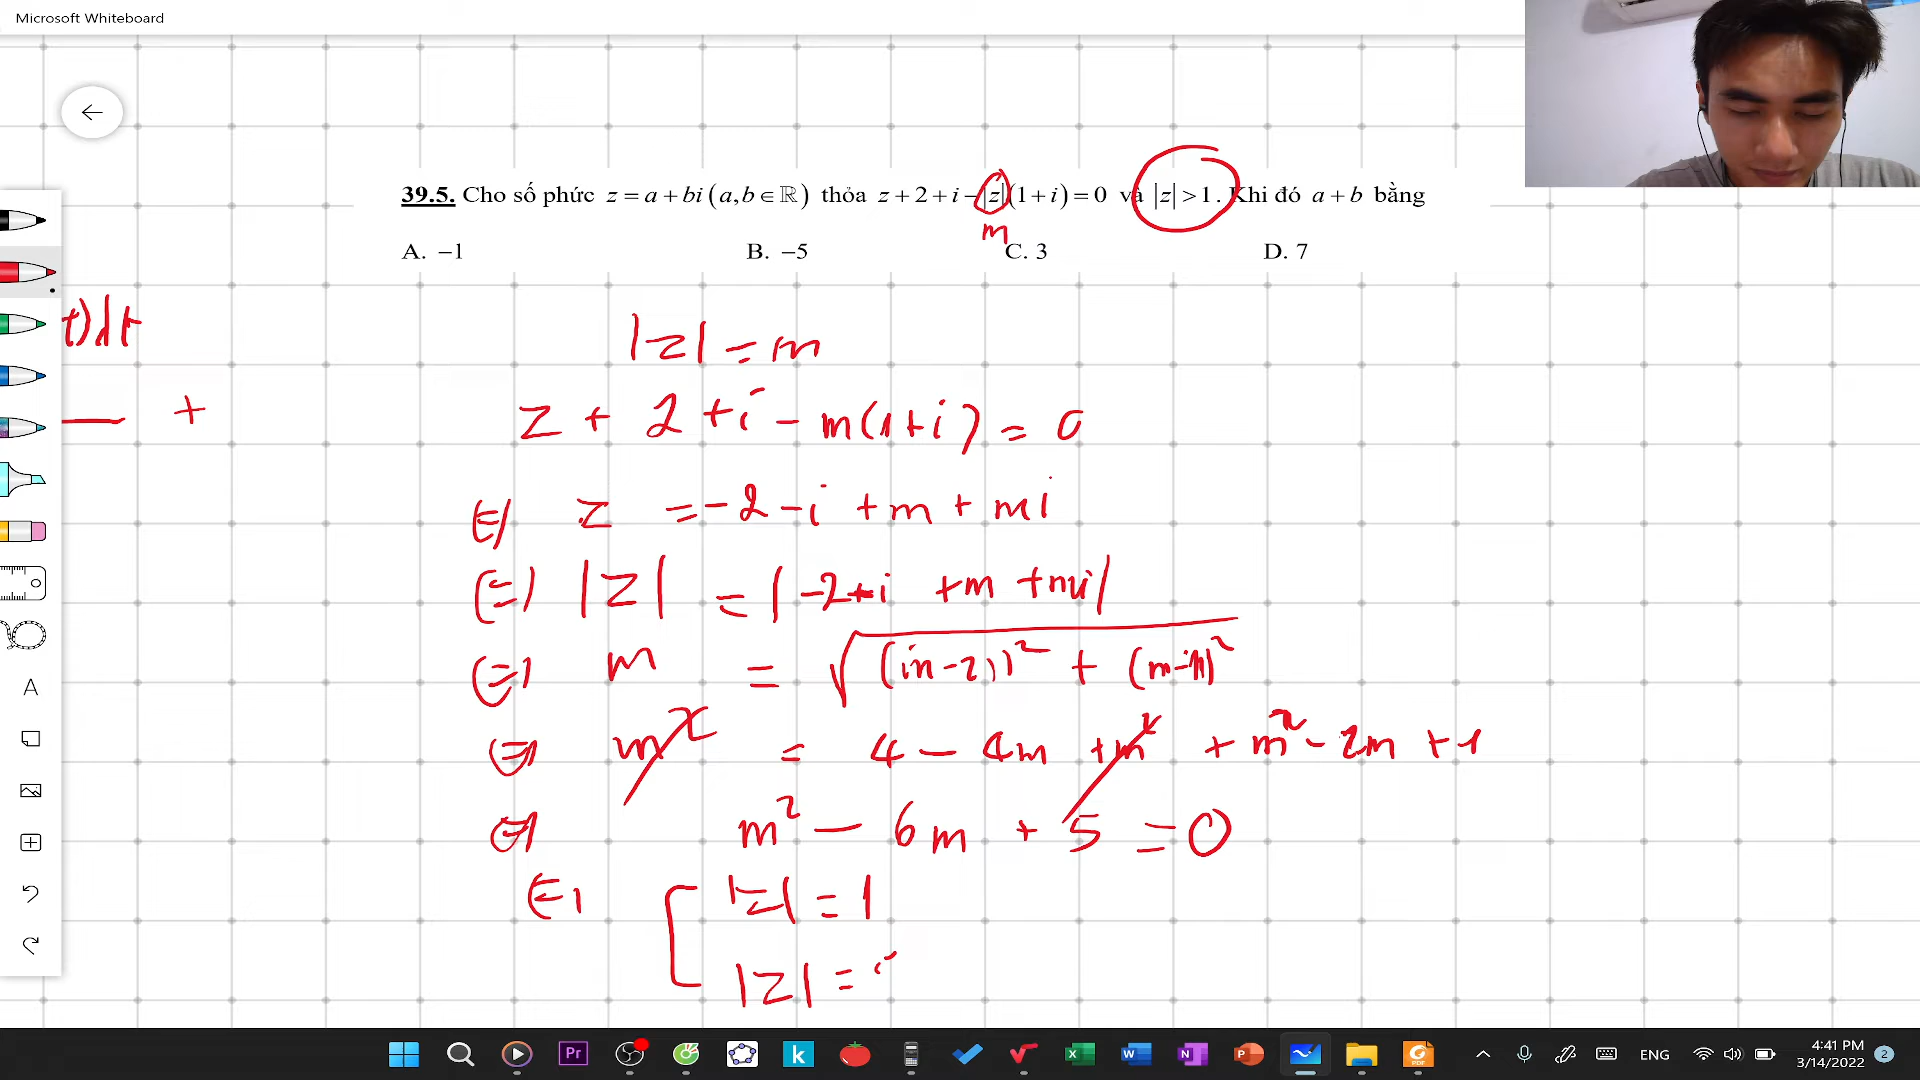 Microsoft Whiteboard
39.5. Cho số phức z = a + bi (a, b ∈ ℝ) thỏa z + 2 + i − |z|(1 + i) = 0 và |z| > 1. Khi đó a + b bằng
m
A. −1 B. −5 C. 3 D. 7
t)dt
|z| = m
+
z + 2 + i − m(1+i) = 0
⇔ z = −2 − i + m + mi
⇔ |z| = |−2 − i + m + mi|
⇔ m = √((m−2)² + (m−1)²)
⇔ m² = 4 − 4m + m² + m² − 2m + 1
⇔ m² − 6m + 5 = 0
⇔ [ |z| = 1
|z| =
A
ENG
4:41 PM
3/14/2022
2